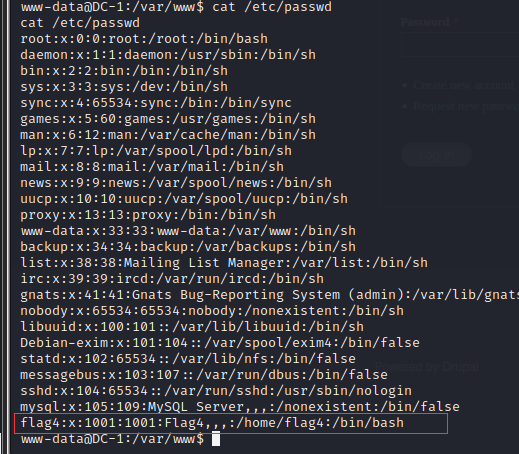 www-data@DC-1:/var/www$ cat /etc/passwd
cat /etc/passwd
root:x:0:0:root:/root:/bin/bash
daemon:x:1:1:daemon:/usr/sbin:/bin/sh
bin:x:2:2:bin:/bin:/bin/sh
sys:x:3:3:sys:/dev:/bin/sh
sync:x:4:65534:sync:/bin:/bin/sync
games:x:5:60:games:/usr/games:/bin/sh
man:x:6:12:man:/var/cache/man:/bin/sh
lp:x:7:7:lp:/var/spool/lpd:/bin/sh
mail:x:8:8:mail:/var/mail:/bin/sh
news:x:9:9:news:/var/spool/news:/bin/sh
uucp:x:10:10:uucp:/var/spool/uucp:/bin/sh
proxy:x:13:13:proxy:/bin:/bin/sh
www-data:x:33:33:www-data:/var/www:/bin/sh
backup:x:34:34:backup:/var/backups:/bin/sh
list:x:38:38:Mailing List Manager:/var/list:/bin/sh
irc:x:39:39:ircd:/var/run/ircd:/bin/sh
gnats:x:41:41:Gnats Bug-Reporting System (admin):/var/lib/gnats
nobody:x:65534:65534:nobody:/nonexistent:/bin/sh
libuuid:x:100:101::/var/lib/libuuid:/bin/sh
Debian-exim:x:101:104::/var/spool/exim4:/bin/false
statd:x:102:65534::/var/lib/nfs:/bin/false
messagebus:x:103:107::/var/run/dbus:/bin/false
sshd:x:104:65534::/var/run/sshd:/usr/sbin/nologin
mysql:x:105:109:MySQL Server,,,:/nonexistent:/bin/false
flag4:x:1001:1001:Flag4,,,:/home/flag4:/bin/bash
www-data@DC-1:/var/www$
Password *
Create new account
Request new passwo
Powered by Drupal